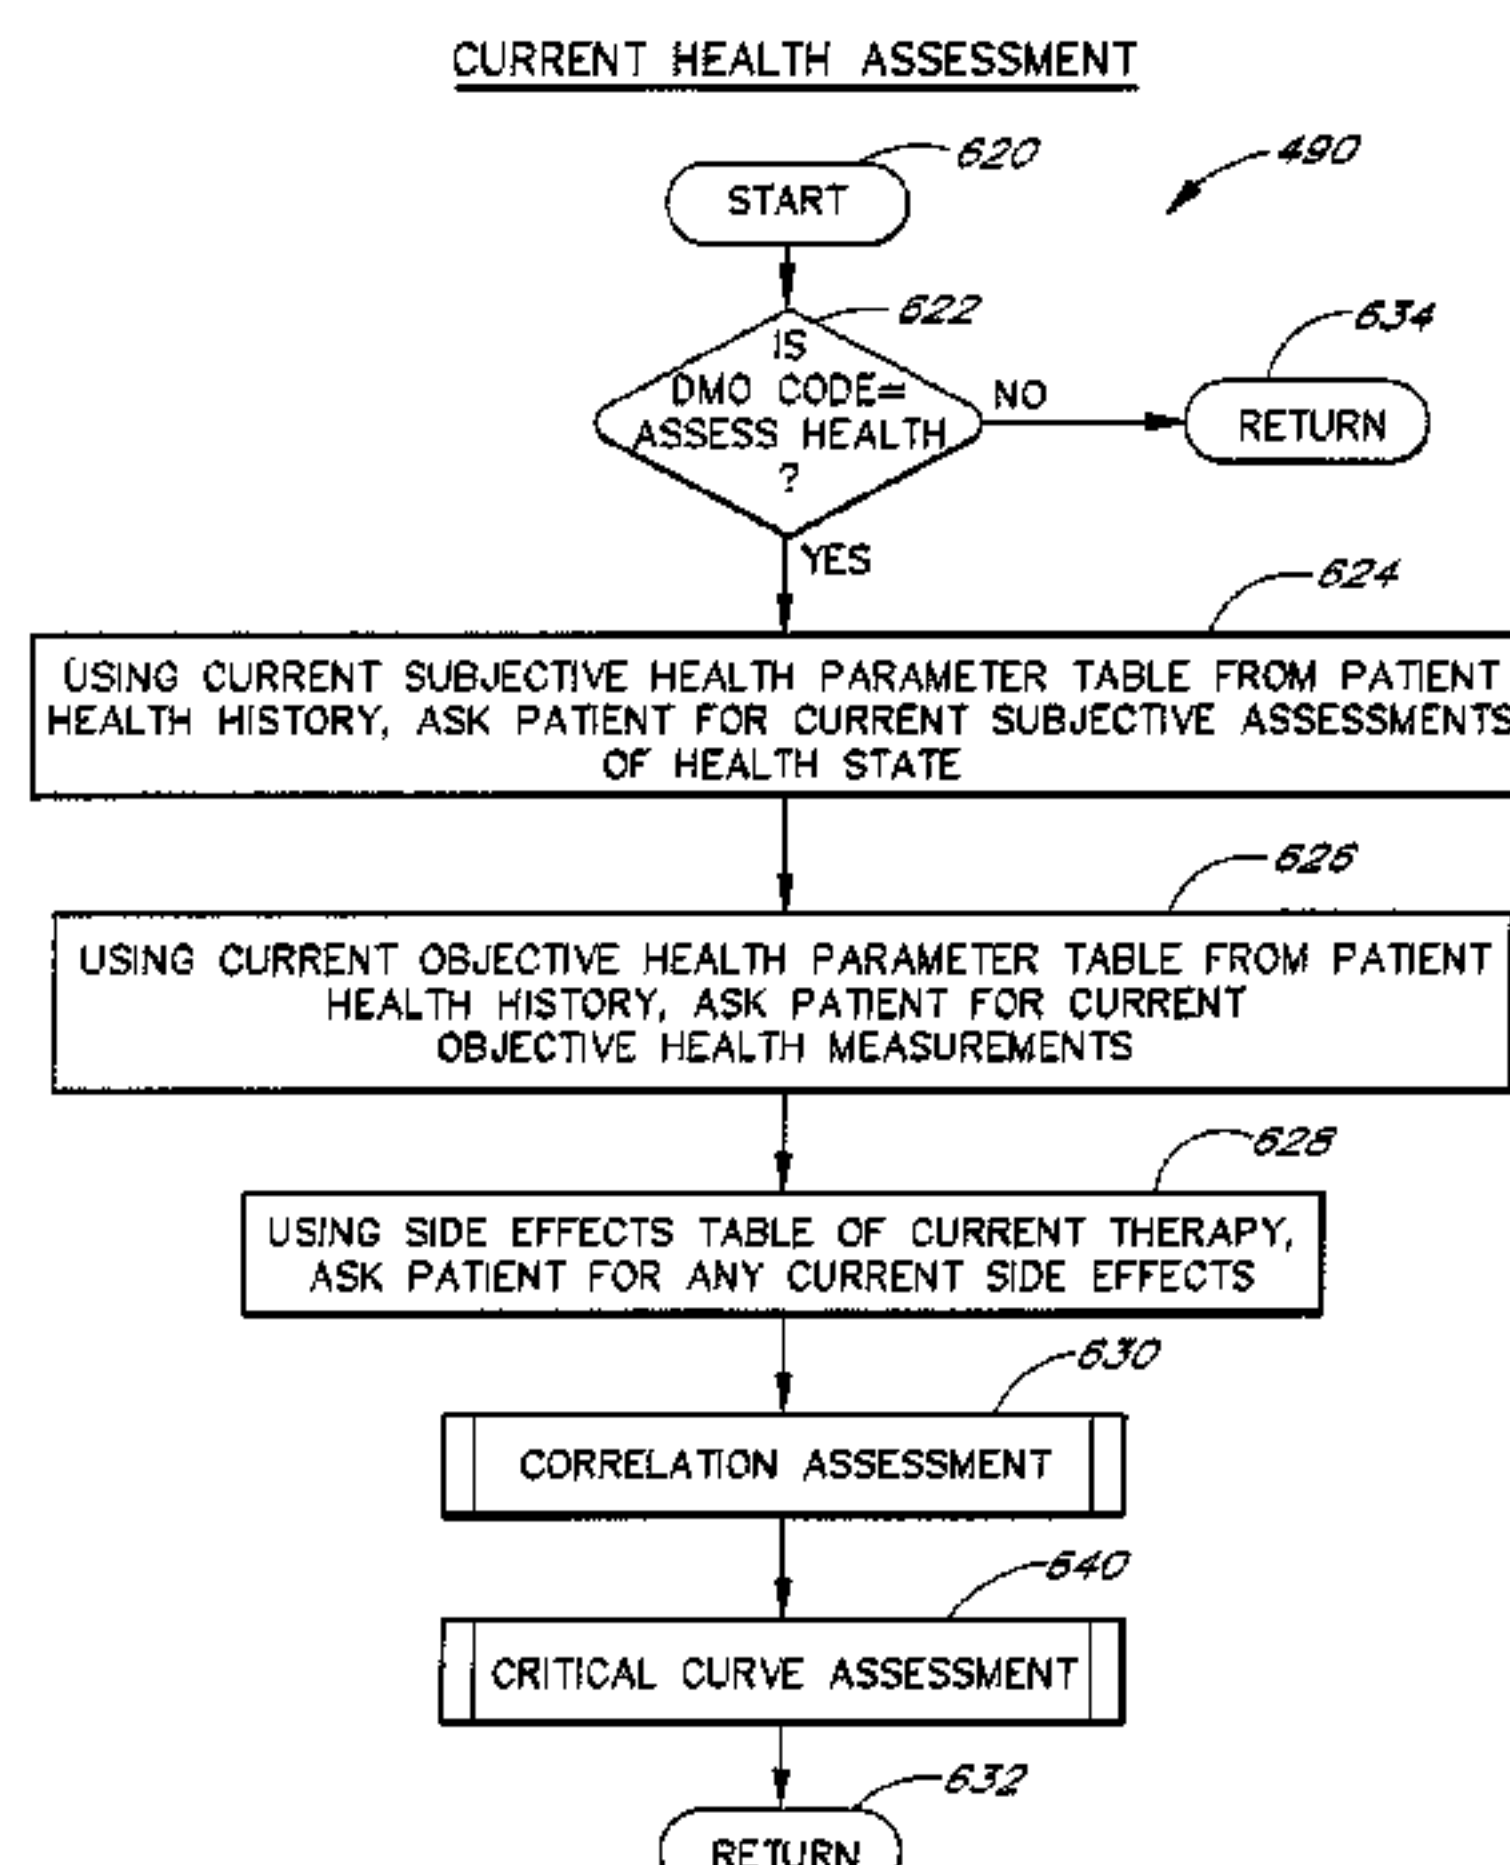 CURRENT HEALTH ASSESSMENT
620
490
START
622
634
IS
DMO CODE=
ASSESS HEALTH
?
NO
RETURN
YES
624
USING CURRENT SUBJECTIVE HEALTH PARAMETER TABLE FROM PATIENT
HEALTH HISTORY, ASK PATIENT FOR CURRENT SUBJECTIVE ASSESSMENTS
OF HEALTH STATE
626
USING CURRENT OBJECTIVE HEALTH PARAMETER TABLE FROM PATIENT
HEALTH HISTORY, ASK PATIENT FOR CURRENT
OBJECTIVE HEALTH MEASUREMENTS
628
USING SIDE EFFECTS TABLE OF CURRENT THERAPY,
ASK PATIENT FOR ANY CURRENT SIDE EFFECTS
630
CORRELATION ASSESSMENT
640
CRITICAL CURVE ASSESSMENT
632
RETURN